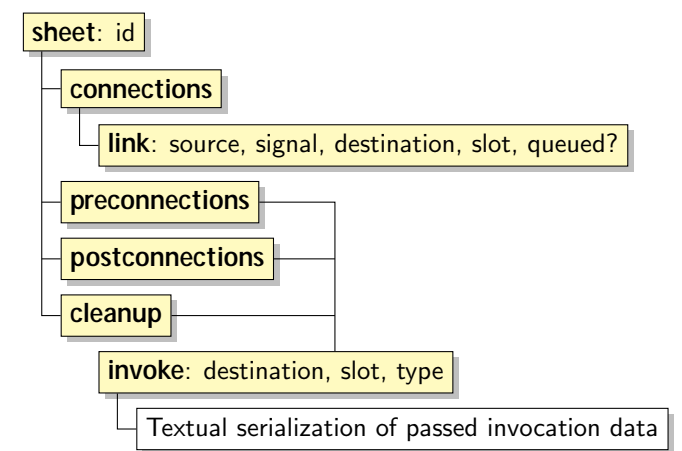 sheet: id
connections
link: source, signal, destination, slot, queued?
preconnections
postconnections
cleanup
invoke: destination, slot, type
Textual serialization of passed invocation data